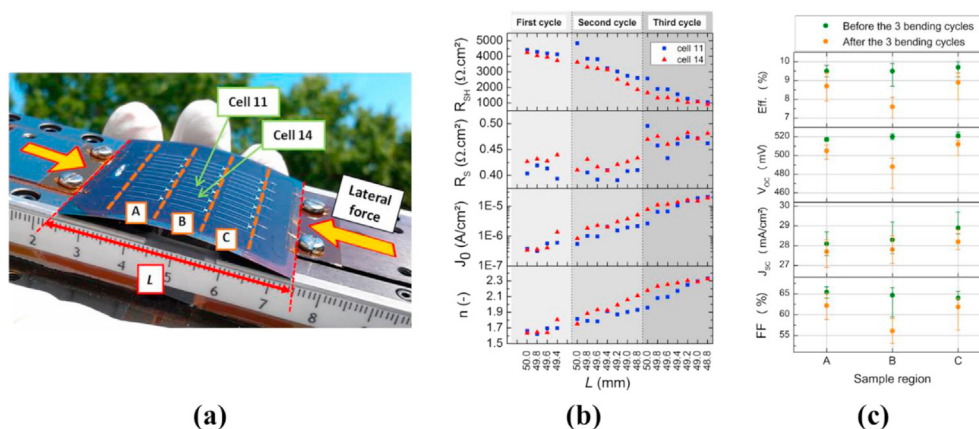 Cell 11
Cell 14
Lateral
force
A
B
C
L
2 3 4 5 6 7 8
(a)
First cycle Second cycle Third cycle
cell 11
cell 14
R_SH (Ω.cm²)
5000
4000
3000
2000
1000
R_S (Ω.cm²)
0.50
0.45
0.40
J_0 (A/cm²)
1E-5
1E-6
1E-7
n (-)
2.3
2.1
1.9
1.7
1.5
50.0 49.8 49.6 49.4 50.0 49.8 49.6 49.4 49.2 49.0 48.8 50.0 49.8 49.6 49.4 49.2 49.0 48.8
L (mm)
(b)
Before the 3 bending cycles
After the 3 bending cycles
Eff. (%)
10
9
8
7
V_OC (mV)
520
500
480
460
J_SC (mA/cm²)
29
28
27
FF (%)
65
60
55
A B C
Sample region
(c)